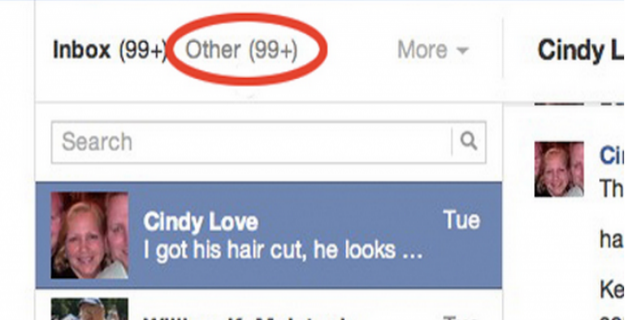 Inbox (99+) Other (99+) More
Cindy L
Search
Cindy Love Tue
I got his hair cut, he looks ...
Ci
Th
ha
Ke